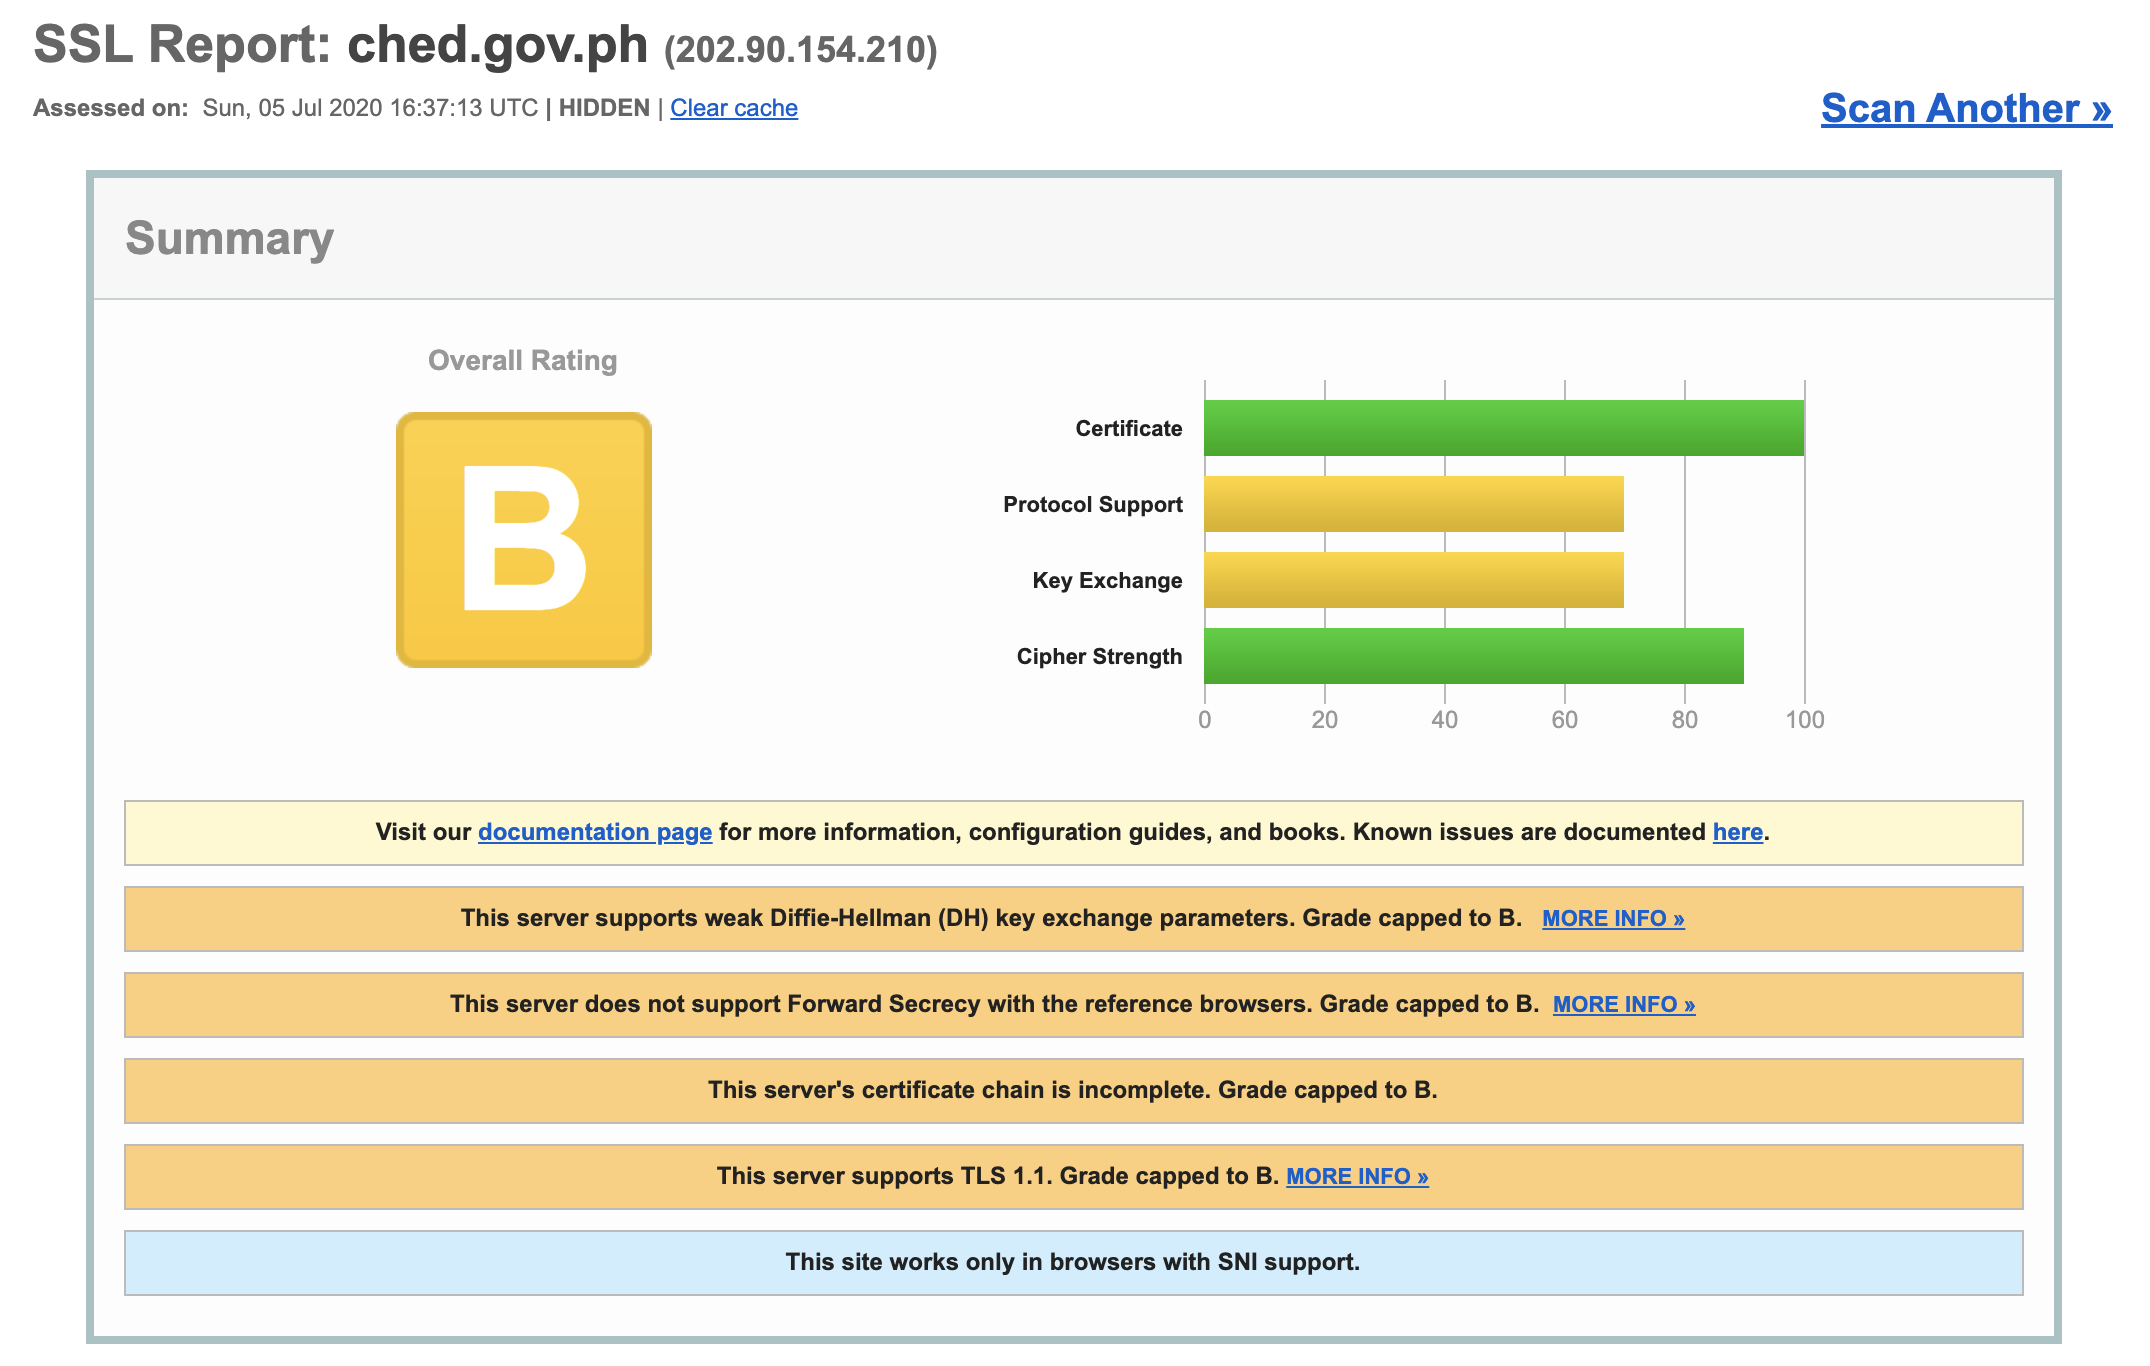 SSL Report: ched.gov.ph (202.90.154.210)
Assessed on: Sun, 05 Jul 2020 16:37:13 UTC | HIDDEN | Clear cache
Scan Another »
Summary
Overall Rating
B
Certificate
Protocol Support
Key Exchange
Cipher Strength
0 20 40 60 80 100
Visit our documentation page for more information, configuration guides, and books. Known issues are documented here.
This server supports weak Diffie-Hellman (DH) key exchange parameters. Grade capped to B. MORE INFO »
This server does not support Forward Secrecy with the reference browsers. Grade capped to B. MORE INFO »
This server's certificate chain is incomplete. Grade capped to B.
This server supports TLS 1.1. Grade capped to B. MORE INFO »
This site works only in browsers with SNI support.